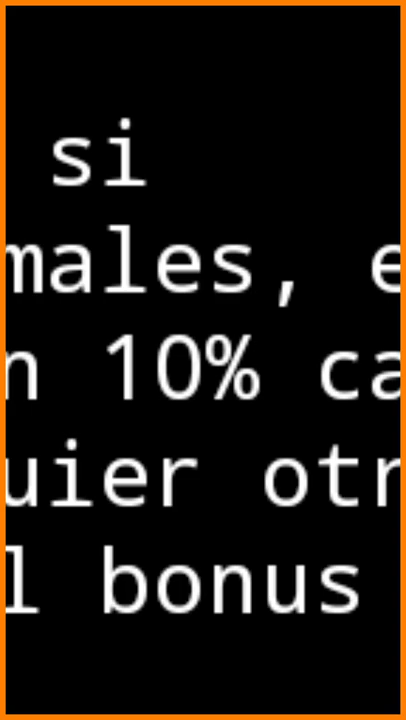 si
males, e
n 10% ca
uier otr
l bonus